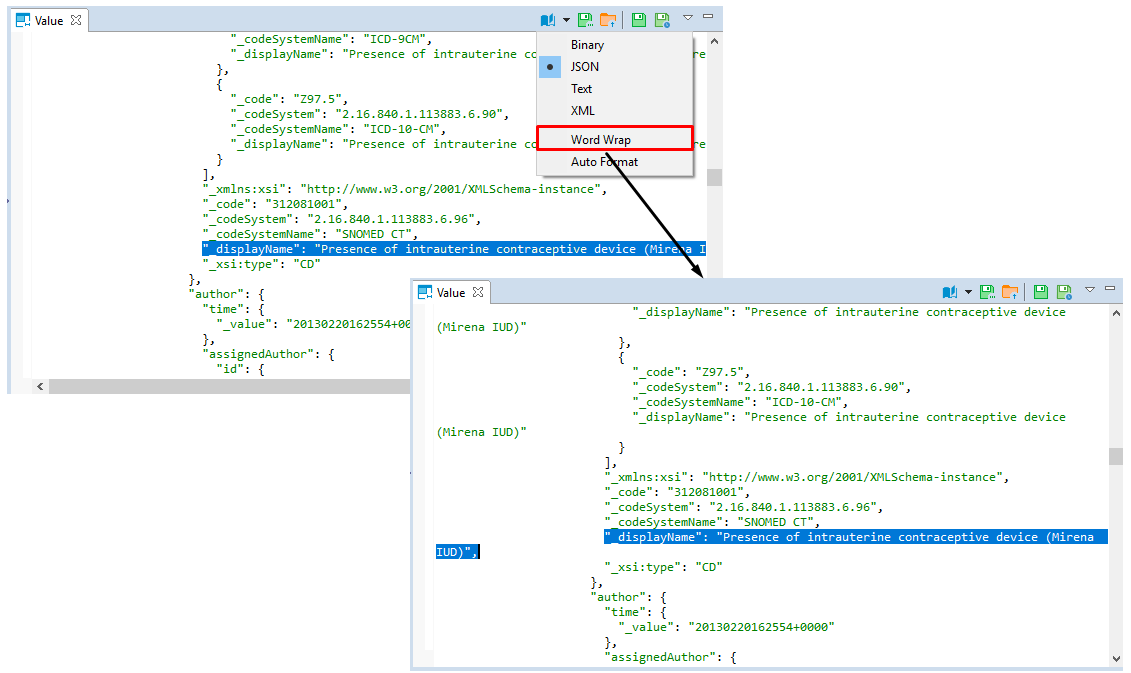 Value
"_codeSystemName": "ICD-9CM",
"_displayName": "Presence of intrauterine co
re
},
{
"_code": "Z97.5",
"_codeSystem": "2.16.840.1.113883.6.90",
"_codeSystemName": "ICD-10-CM",
"_displayName": "Presence of intrauterine co
re
}
],
"_xmlns:xsi": "http://www.w3.org/2001/XMLSchema-instance",
"_code": "312081001",
"_codeSystem": "2.16.840.1.113883.6.96",
"_codeSystemName": "SNOMED CT",
"_displayName": "Presence of intrauterine contraceptive device (Mirena I
"_xsi:type": "CD"
},
"author": {
"time": {
"_value": "20130220162554+00
},
"assignedAuthor": {
"id": {
Binary
JSON
Text
XML
Word Wrap
Auto Format
Value
"_displayName": "Presence of intrauterine contraceptive device
(Mirena IUD)"
},
{
"_code": "Z97.5",
"_codeSystem": "2.16.840.1.113883.6.90",
"_codeSystemName": "ICD-10-CM",
"_displayName": "Presence of intrauterine contraceptive device
(Mirena IUD)"
}
],
"_xmlns:xsi": "http://www.w3.org/2001/XMLSchema-instance",
"_code": "312081001",
"_codeSystem": "2.16.840.1.113883.6.96",
"_codeSystemName": "SNOMED CT",
"_displayName": "Presence of intrauterine contraceptive device (Mirena
IUD)",
"_xsi:type": "CD"
},
"author": {
"time": {
"_value": "20130220162554+0000"
},
"assignedAuthor": {